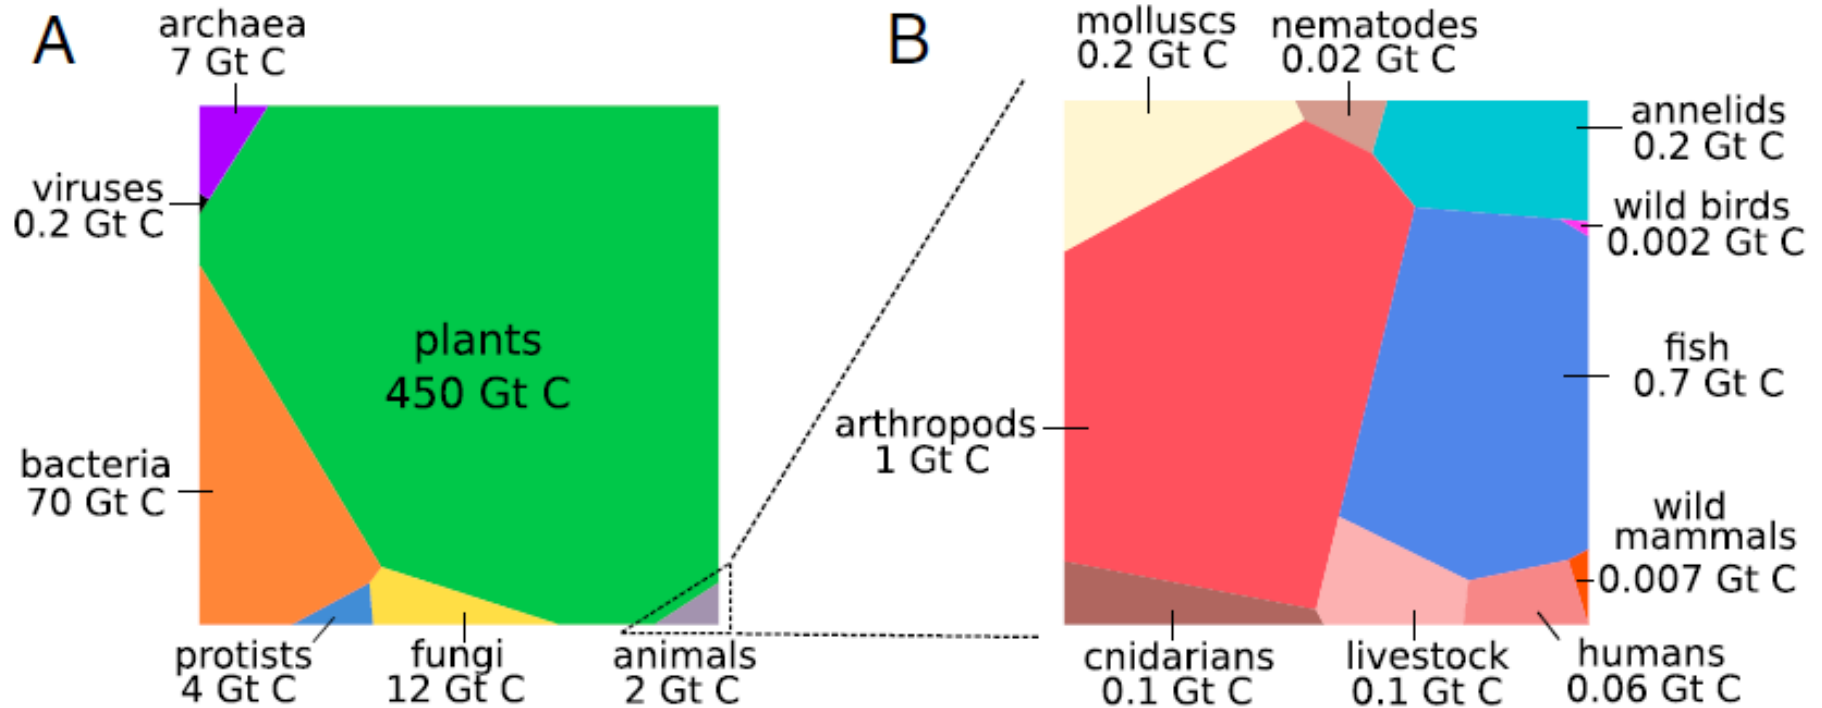 A
archaea
7 Gt C
viruses
0.2 Gt C
plants
450 Gt C
bacteria
70 Gt C
protists
4 Gt C
fungi
12 Gt C
animals
2 Gt C
B
molluscs
0.2 Gt C
nematodes
0.02 Gt C
annelids
0.2 Gt C
wild birds
0.002 Gt C
fish
0.7 Gt C
arthropods
1 Gt C
wild
mammals
0.007 Gt C
cnidarians
0.1 Gt C
livestock
0.1 Gt C
humans
0.06 Gt C